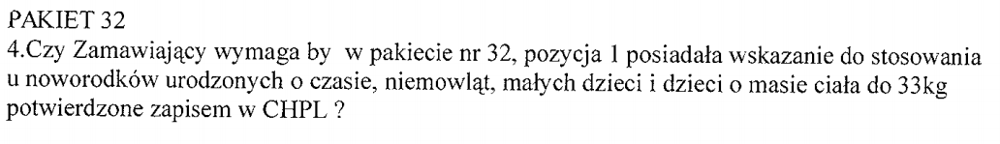 PAKIET 32
4.Czy Zamawiający wymaga by w pakiecie nr 32, pozycja 1 posiadała wskazanie do stosowania
u noworodków urodzonych o czasie, niemowląt, małych dzieci i dzieci o masie ciała do 33kg
potwierdzone zapisem w CHPL ?